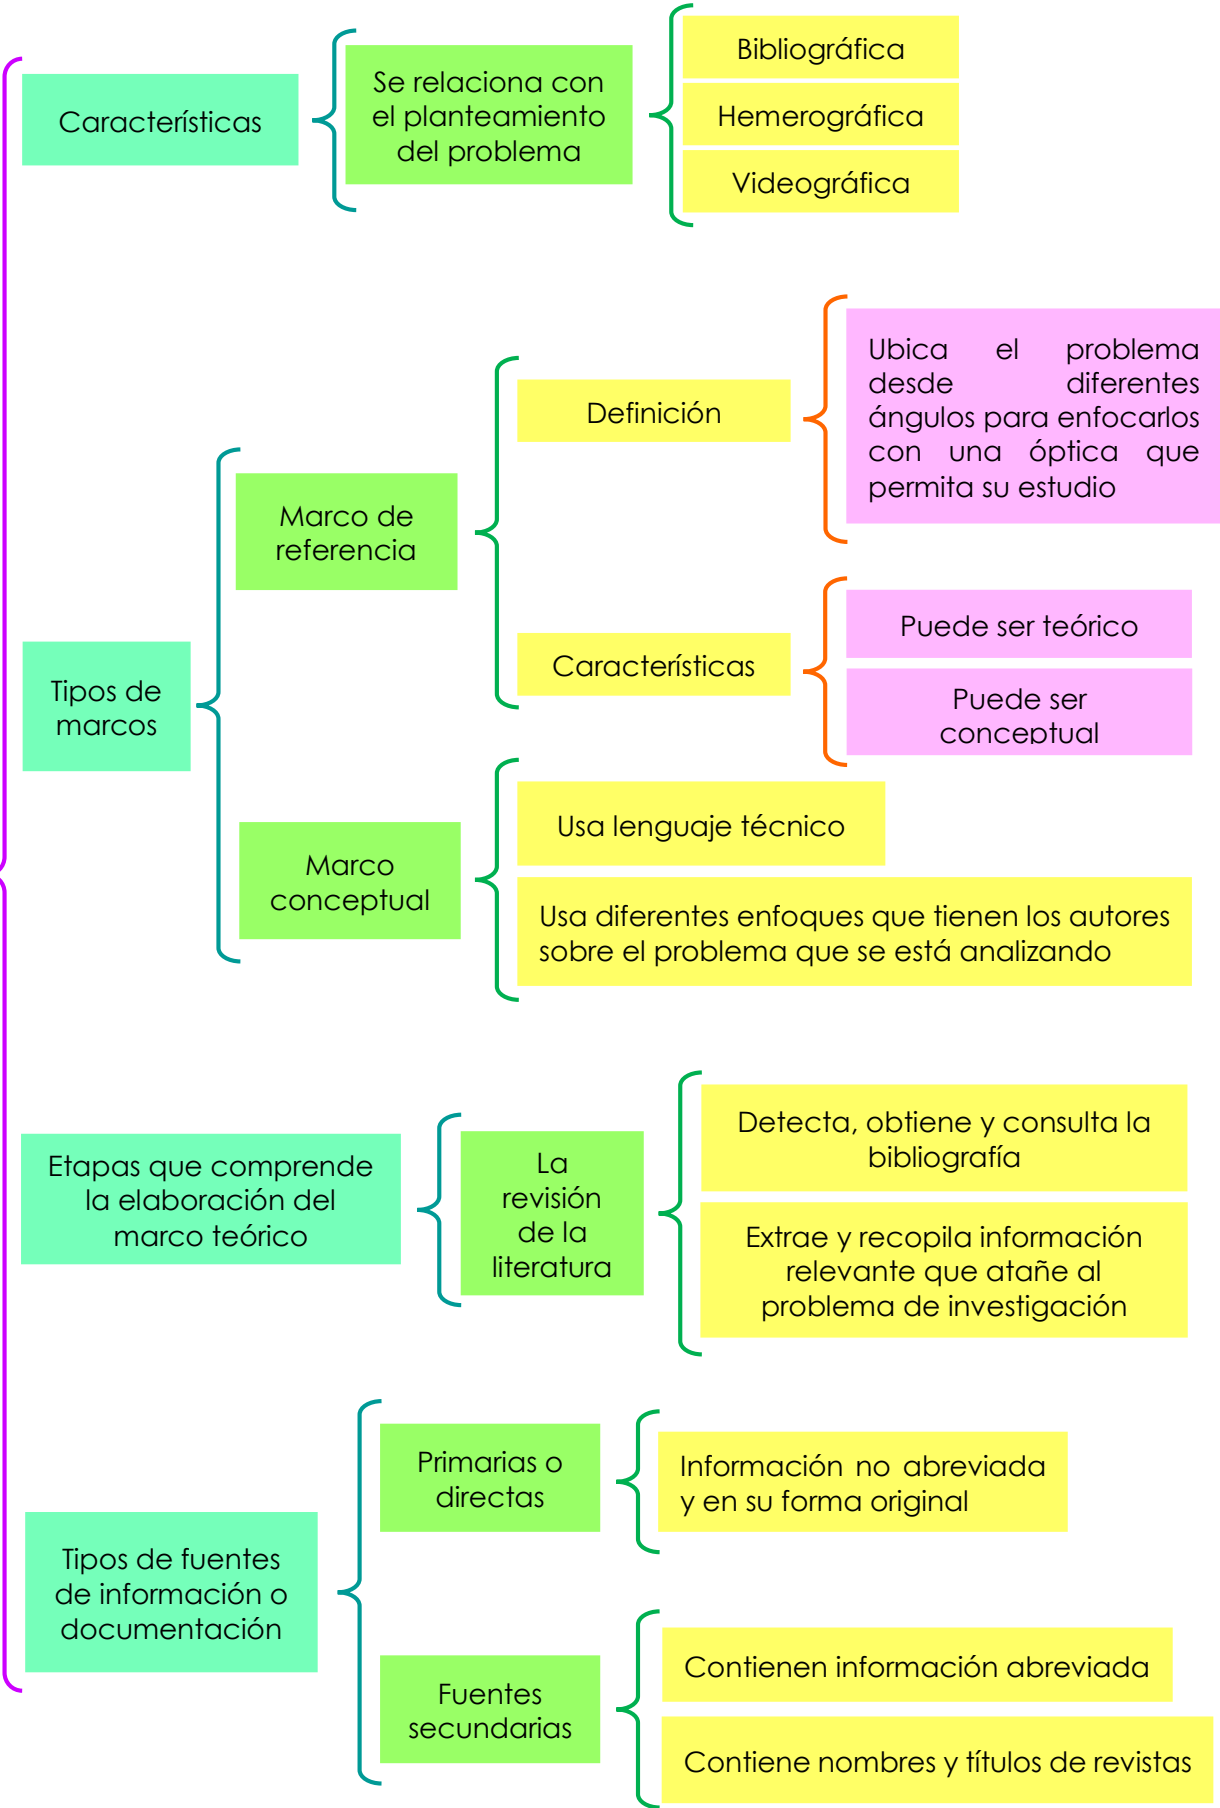 Características
Se relaciona con
el planteamiento
del problema
Bibliográfica
Hemerográfica
Videográfica
Tipos de
marcos
Marco de
referencia
Definición
Ubica el problema
desde diferentes
ángulos para enfocarlos
con una óptica que
permita su estudio
Características
Puede ser teórico
Puede ser
conceptual
Marco
conceptual
Usa lenguaje técnico
Usa diferentes enfoques que tienen los autores
sobre el problema que se está analizando
Etapas que comprende
la elaboración del
marco teórico
La
revisión
de la
literatura
Detecta, obtiene y consulta la
bibliografía
Extrae y recopila información
relevante que atañe al
problema de investigación
Tipos de fuentes
de información o
documentación
Primarias o
directas
Información no abreviada
y en su forma original
Fuentes
secundarias
Contienen información abreviada
Contiene nombres y títulos de revistas